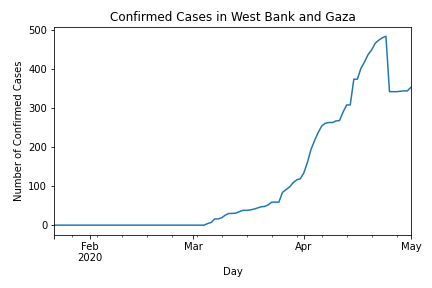 Confirmed Cases in West Bank and Gaza
Number of Confirmed Cases
500
400
300
200
100
0
Feb
2020
Mar
Apr
May
Day